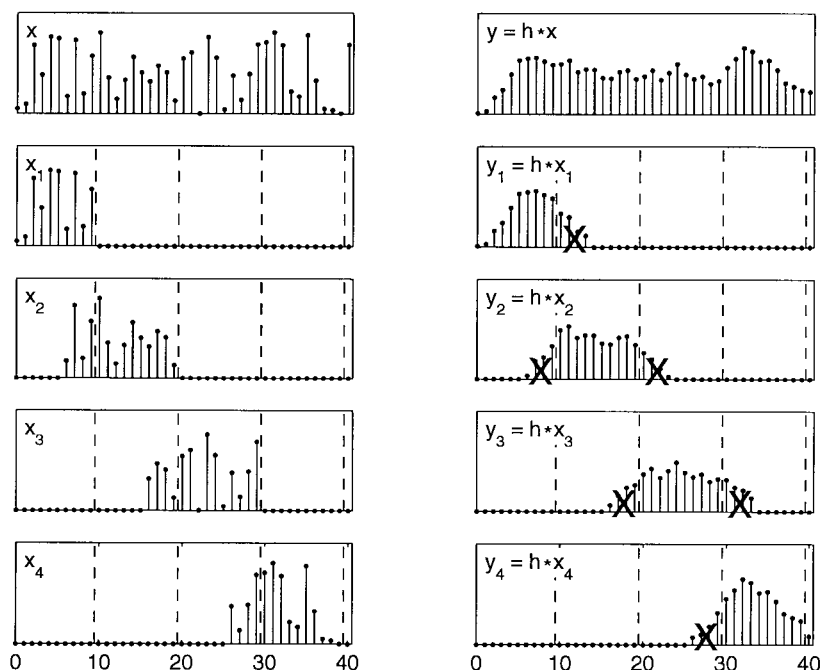 x
y = h*x
x1
y1 = h*x1
X
x2
y2 = h*x2
X X
x3
y3 = h*x3
X X
x4
y4 = h*x4
X
0 10 20 30 40
0 10 20 30 40